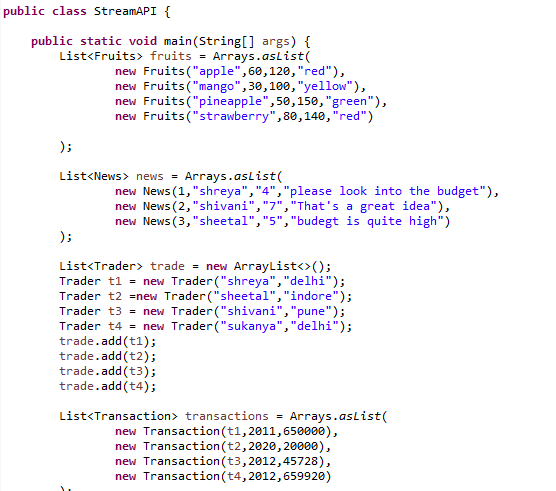 public class StreamAPI {
public static void main(String[] args) {
List<Fruits> fruits = Arrays.asList(
new Fruits("apple",60,120,"red"),
new Fruits("mango",30,100,"yellow"),
new Fruits("pineapple",50,150,"green"),
new Fruits("strawberry",80,140,"red")
);
List<News> news = Arrays.asList(
new News(1,"shreya","4","please look into the budget"),
new News(2,"shivani","7","That's a great idea"),
new News(3,"sheetal","5","budegt is quite high")
);
List<Trader> trade = new ArrayList<>();
Trader t1 = new Trader("shreya","delhi");
Trader t2 =new Trader("sheetal","indore");
Trader t3 = new Trader("shivani","pune");
Trader t4 = new Trader("sukanya","delhi");
trade.add(t1);
trade.add(t2);
trade.add(t3);
trade.add(t4);
List<Transaction> transactions = Arrays.asList(
new Transaction(t1,2011,650000),
new Transaction(t2,2020,20000),
new Transaction(t3,2012,45728),
new Transaction(t4,2012,659920)
);